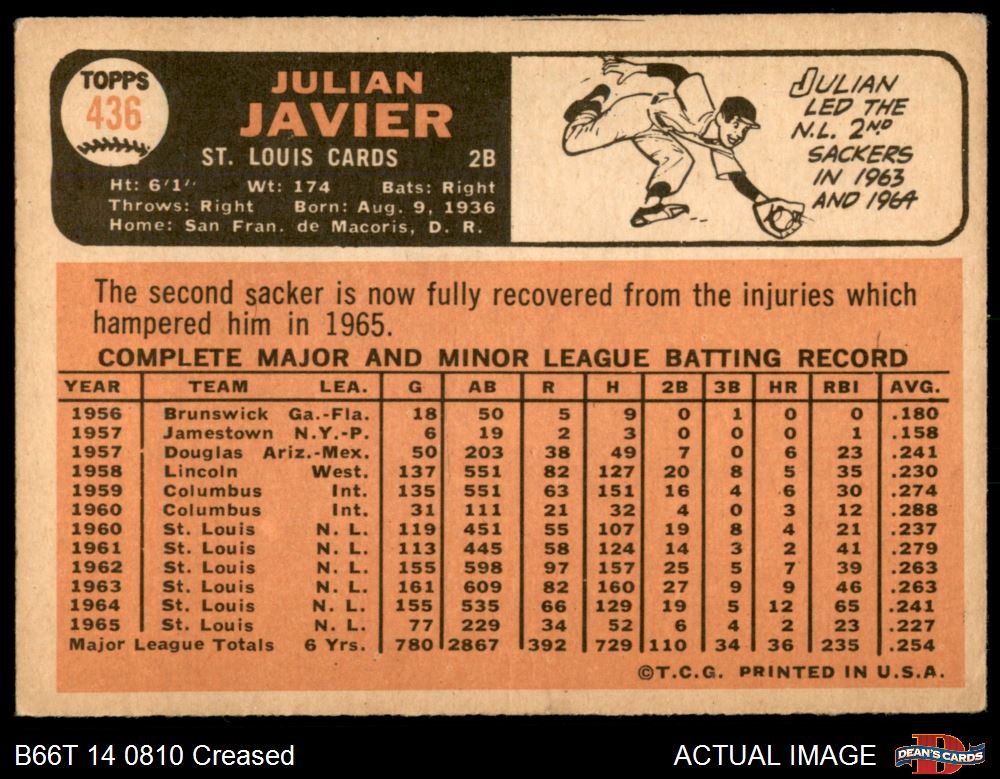 TOPPS
436
JULIAN
JAVIER
ST. LOUIS CARDS 2B
Ht: 6'1" Wt: 174 Bats: Right
Throws: Right Born: Aug. 9, 1936
Home: San Fran. de Macoris, D. R.
JULIAN
LED THE
N.L. 2ND
SACKERS
IN 1963
AND 1964
The second sacker is now fully recovered from the injuries which
hampered him in 1965.
COMPLETE MAJOR AND MINOR LEAGUE BATTING RECORD
YEAR TEAM LEA. G AB R H 2B 3B HR RBI AVG.
1956 Brunswick Ga.-Fla. 18 50 5 9 0 1 0 0 .180
1957 Jamestown N.Y.-P. 6 19 2 3 0 0 0 1 .158
1957 Douglas Ariz.-Mex. 50 203 38 49 7 0 6 23 .241
1958 Lincoln West. 137 551 82 127 20 8 5 35 .230
1959 Columbus Int. 135 551 63 151 16 4 6 30 .274
1960 Columbus Int. 31 111 21 32 4 0 3 12 .288
1960 St. Louis N. L. 119 451 55 107 19 8 4 21 .237
1961 St. Louis N. L. 113 445 58 124 14 3 2 41 .279
1962 St. Louis N. L. 155 598 97 157 25 5 7 39 .263
1963 St. Louis N. L. 161 609 82 160 27 9 9 46 .263
1964 St. Louis N. L. 155 535 66 129 19 5 12 65 .241
1965 St. Louis N. L. 77 229 34 52 6 4 2 23 .227
Major League Totals 6 Yrs. 780 2867 392 729 110 34 36 235 .254
©T.C.G. PRINTED IN U.S.A.
B66T 14 0810 Creased
ACTUAL IMAGE
DEAN'S CARDS